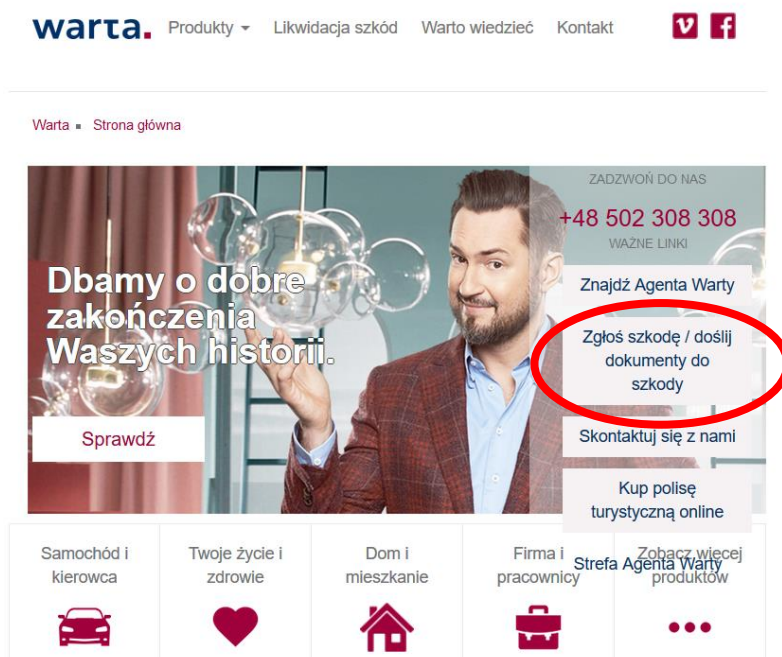 warta. Produkty Likwidacja szkód Warto wiedzieć Kontakt
Warta ▪ Strona główna
ZADZWOŃ DO NAS
+48 502 308 308
WAŻNE LINKI
Dbamy o dobre
zakończenia
Waszych historii.
Sprawdź
Znajdź Agenta Warty
Zgłoś szkodę / doślij
dokumenty do
szkody
Skontaktuj się z nami
Kup polisę
turystyczną online
Strefa Agenta Warty
Samochód i
kierowca
Twoje życie i
zdrowie
Dom i
mieszkanie
Firma i
pracownicy
Zobacz więcej
produktów